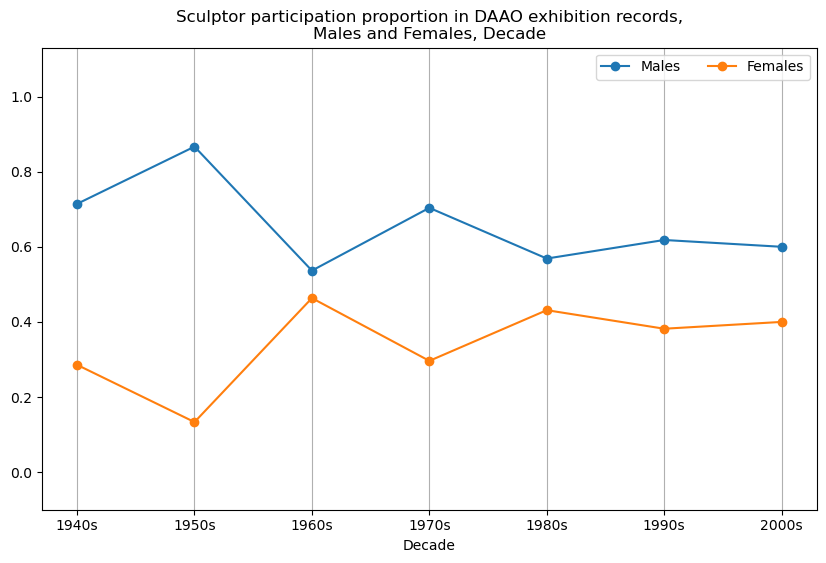 Sculptor participation proportion in DAAO exhibition records,
Males and Females, Decade
Males Females
1.0
0.8
0.6
0.4
0.2
0.0
1940s 1950s 1960s 1970s 1980s 1990s 2000s
Decade